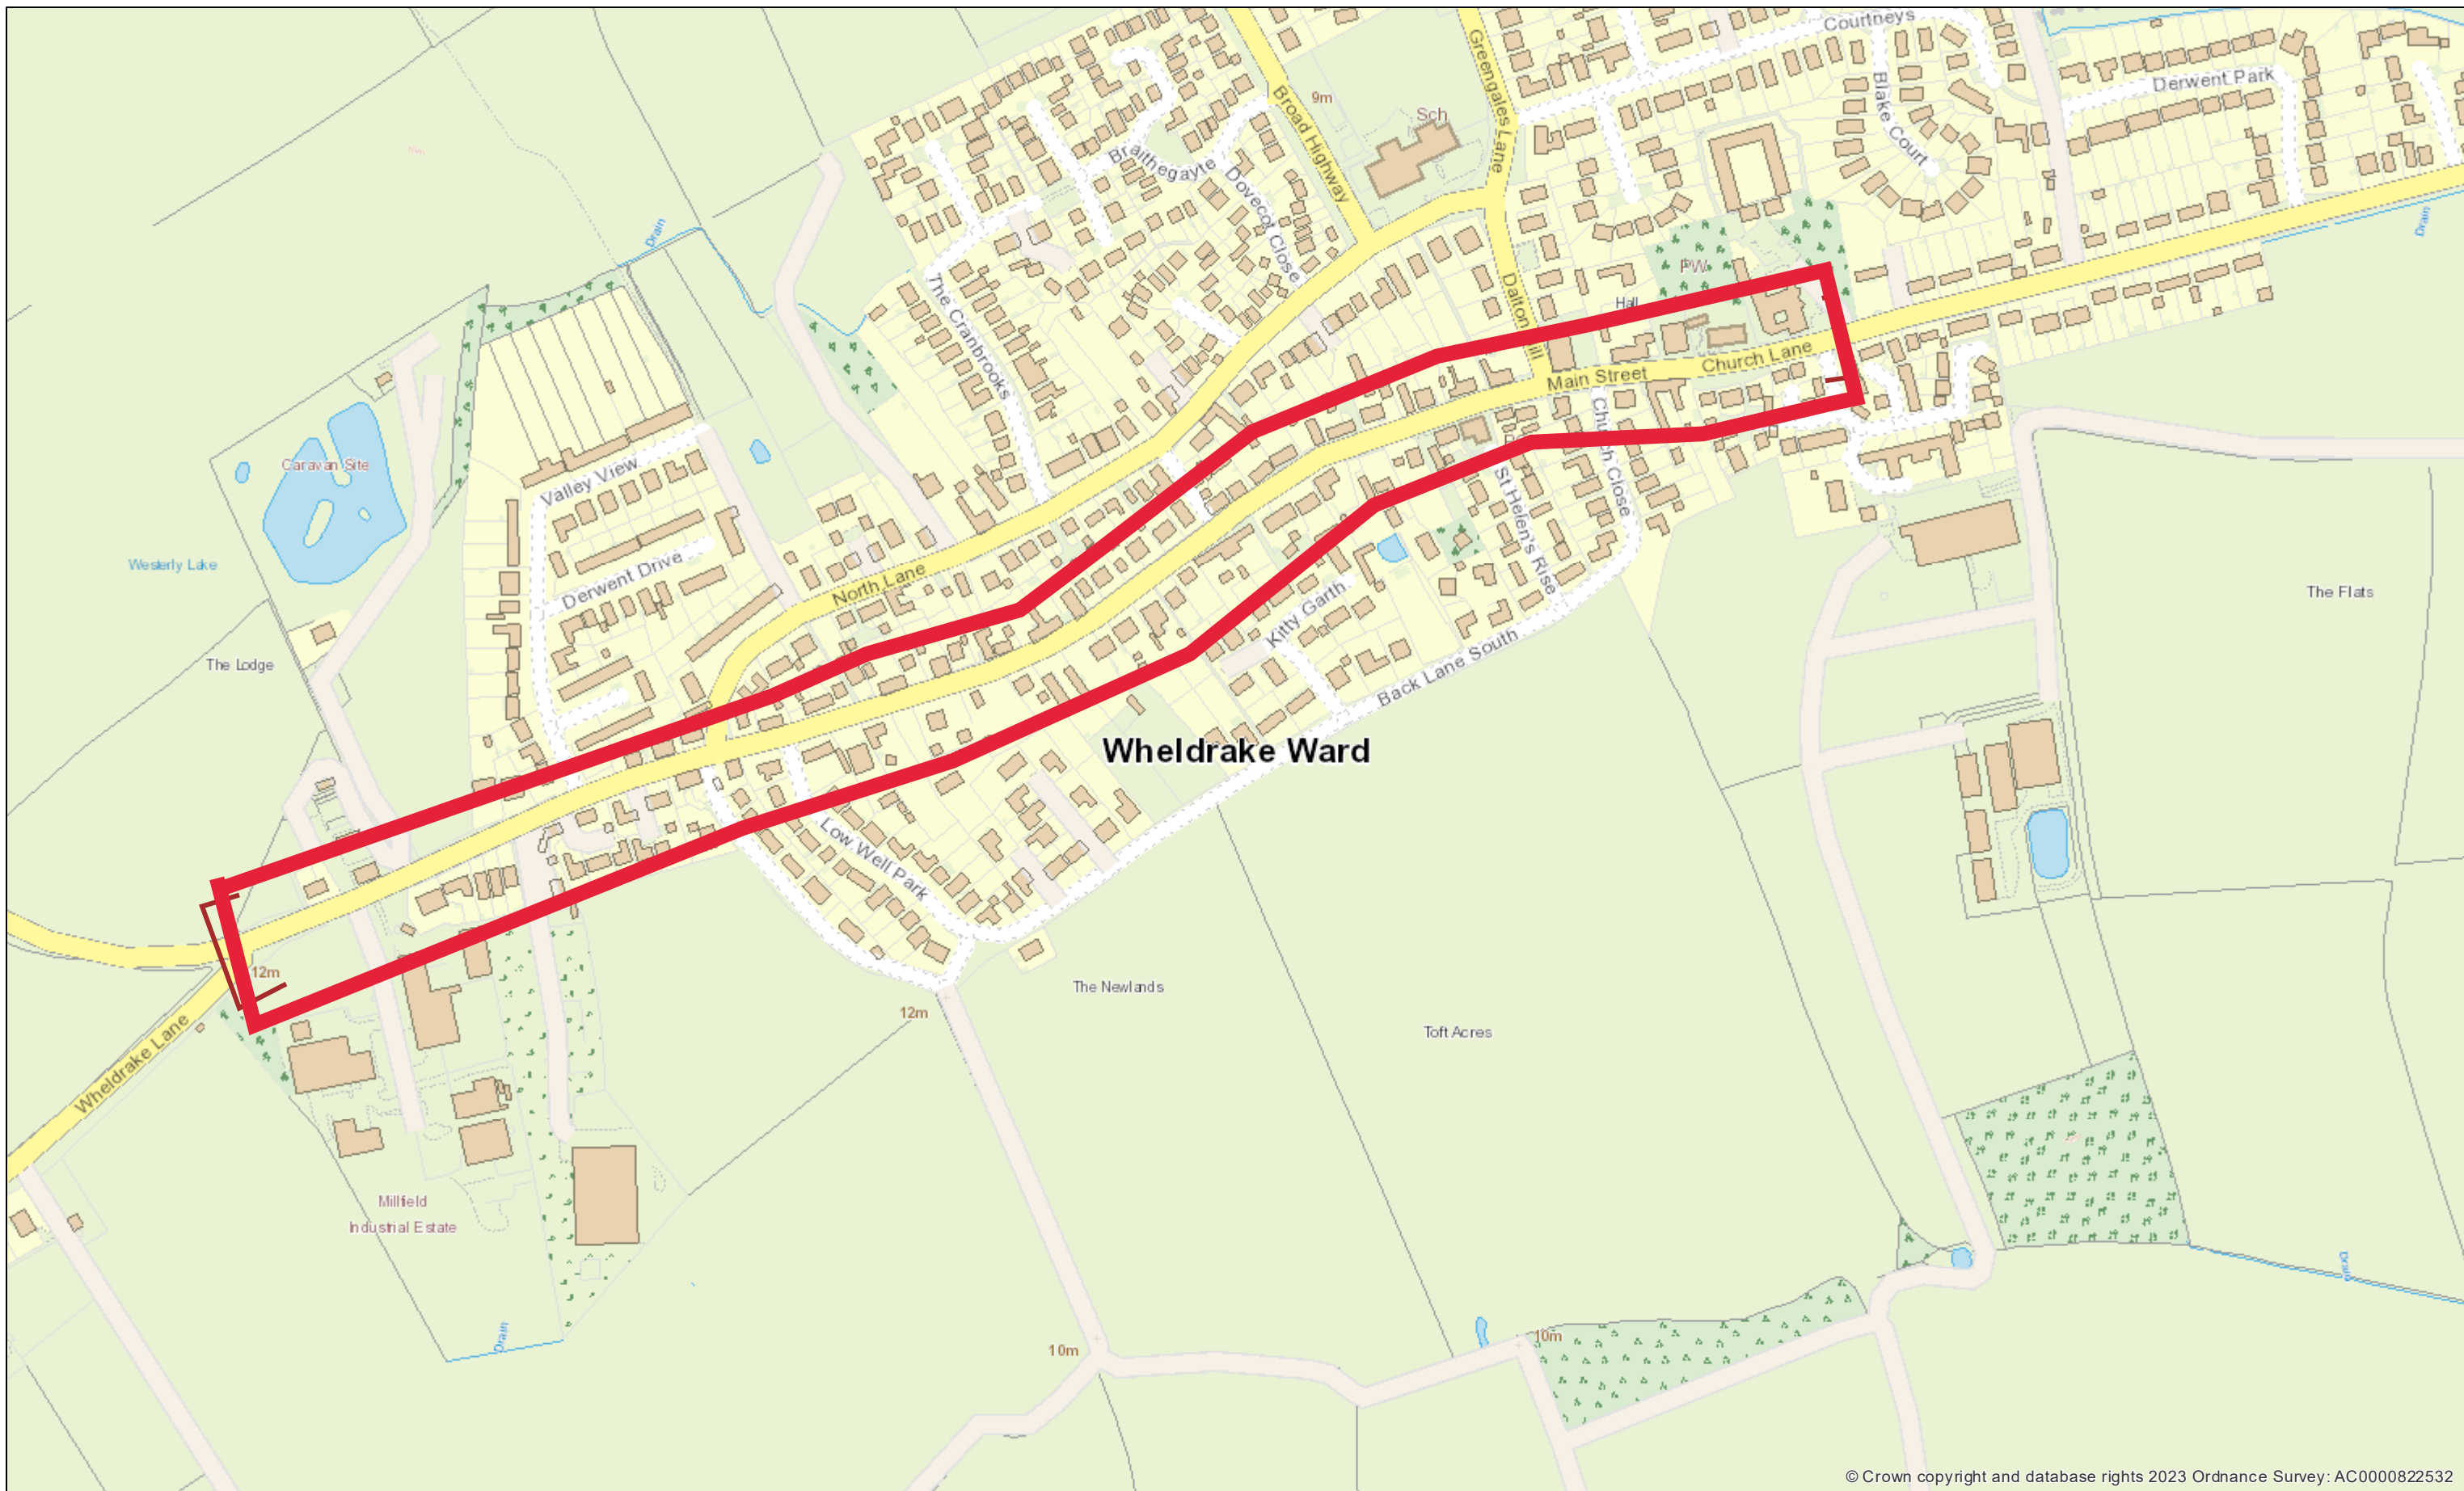 Courtneys
Greengales Lane
Derwent Park
Blake Court
Broad Highway
9m
Sch
Braithegayte
Dovecot Close
Drain
Drain
PW
The Cranbrooks
Dalton Hill
Hall
Church Lane
Main Street
Church Close
Caravan Site
Valley View
St Helen's Rise
Westerly Lake
Derwent Drive
North Lane
Kitty Garth
The Flats
The Lodge
Back Lane South
Wheldrake Ward
Low Well Park
12m
The Newlands
12m
Toft Acres
Wheldrake Lane
Millfield
Industrial Estate
Drain
Drain
10m
10m
© Crown copyright and database rights 2023 Ordnance Survey: AC0000822532